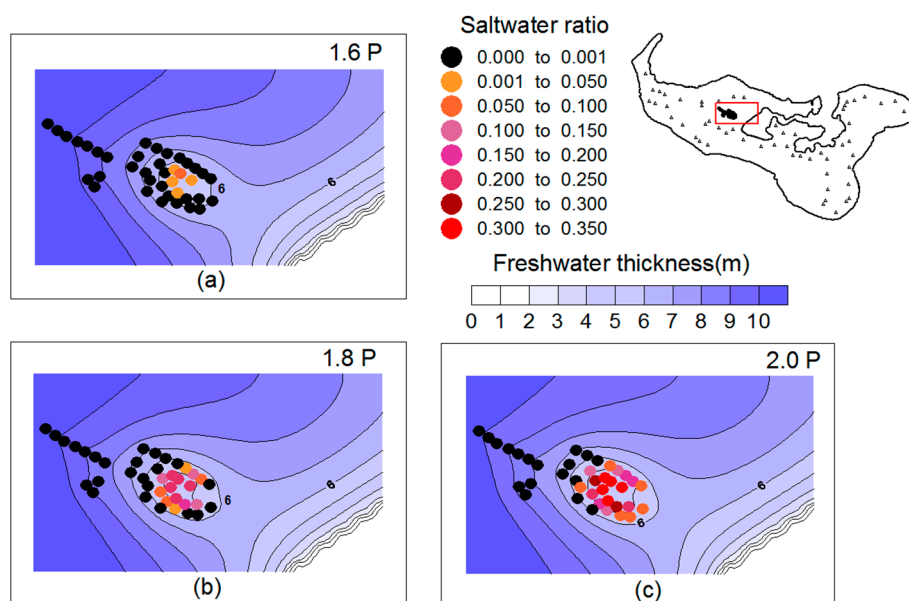 1.6 P
6
6
(a)
Saltwater ratio
0.000 to 0.001
0.001 to 0.050
0.050 to 0.100
0.100 to 0.150
0.150 to 0.200
0.200 to 0.250
0.250 to 0.300
0.300 to 0.350
Freshwater thickness(m)
0 1 2 3 4 5 6 7 8 9 10
1.8 P
6
6
(b)
2.0 P
6
6
(c)